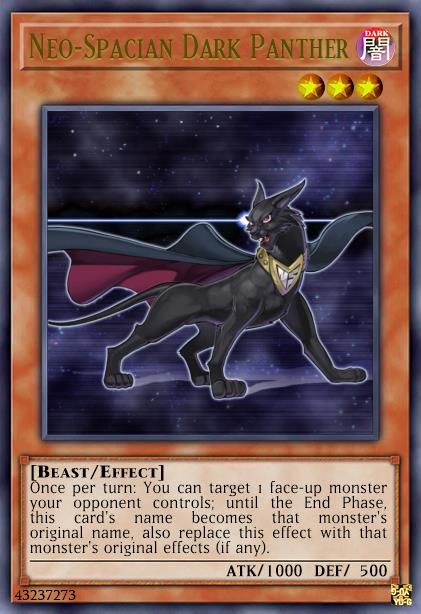 Neo-Spacian Dark Panther
DARK
闇
NS
[Beast/Effect]
Once per turn: You can target 1 face-up monster
your opponent controls; until the End Phase,
this card's name becomes that monster's
original name, also replace this effect with that
monster's original effects (if any).
ATK/1000 DEF/ 500
43237273